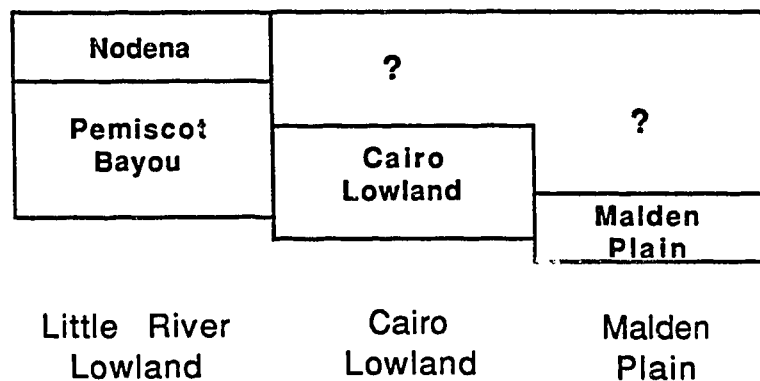 Nodena
?
Pemiscot
Bayou
?
Cairo
Lowland
Malden
Plain
Little River
Lowland
Cairo
Lowland
Malden
Plain